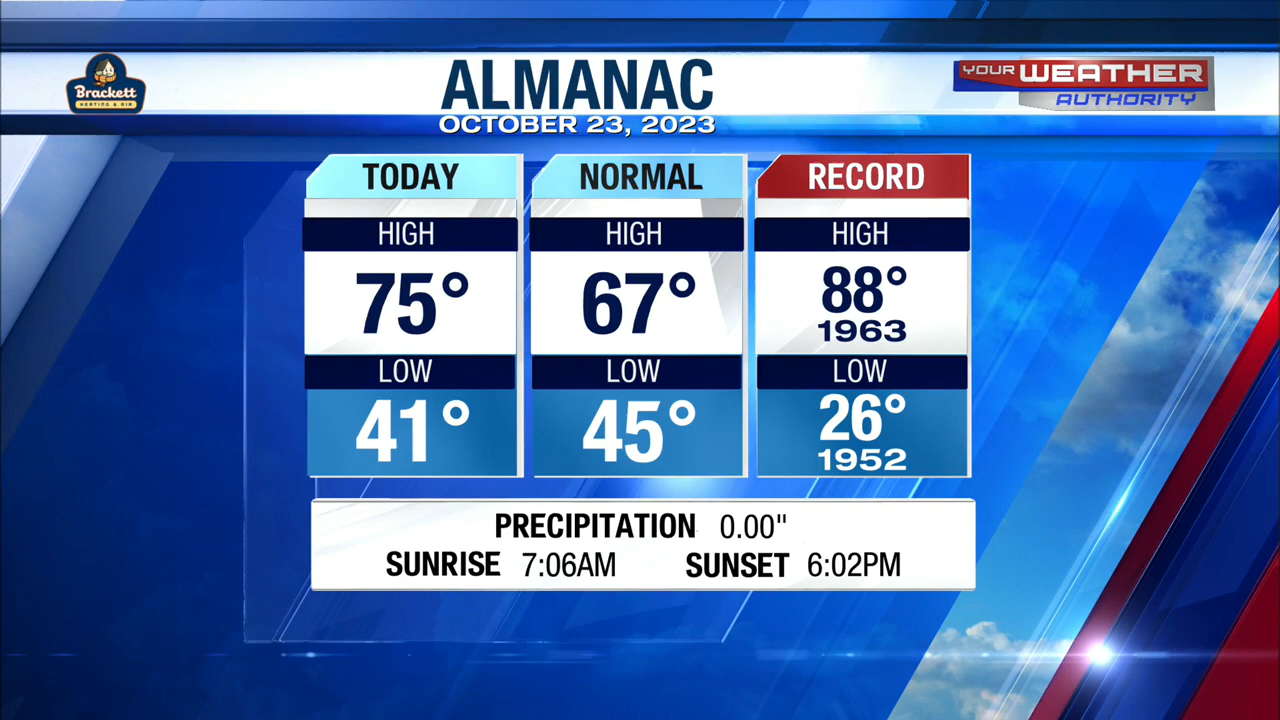 Brackett
HEATING & AIR
ALMANAC
OCTOBER 23, 2023
YOUR WEATHER
AUTHORITY
TODAY
HIGH
75°
LOW
41°
NORMAL
HIGH
67°
LOW
45°
RECORD
HIGH
88°
1963
LOW
26°
1952
PRECIPITATION 0.00"
SUNRISE 7:06AM SUNSET 6:02PM